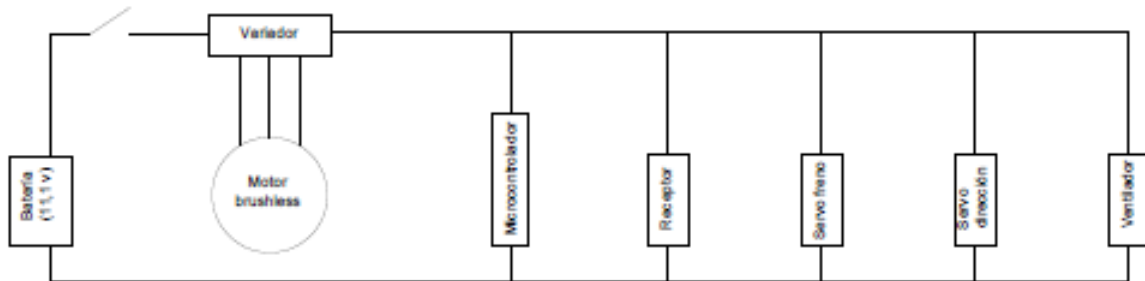 Variador
Motor
brushless
Batería
(11,1 v)
Microcontrolador
Receptor
Servo freno
Servo
dirección
Ventilador